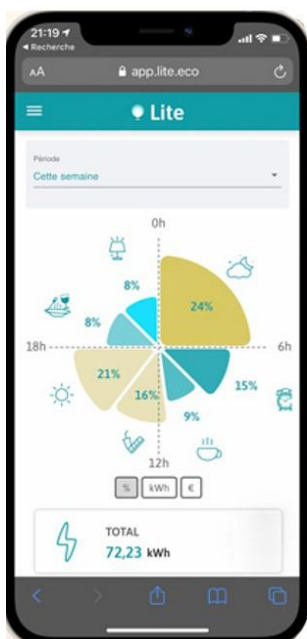 21:19
◀ Recherche
AA app.lite.eco
Lite
Période
Cette semaine
0h
8%
24%
8%
18h
6h
21%
15%
16%
9%
12h
% kWh €
TOTAL
72,23 kWh